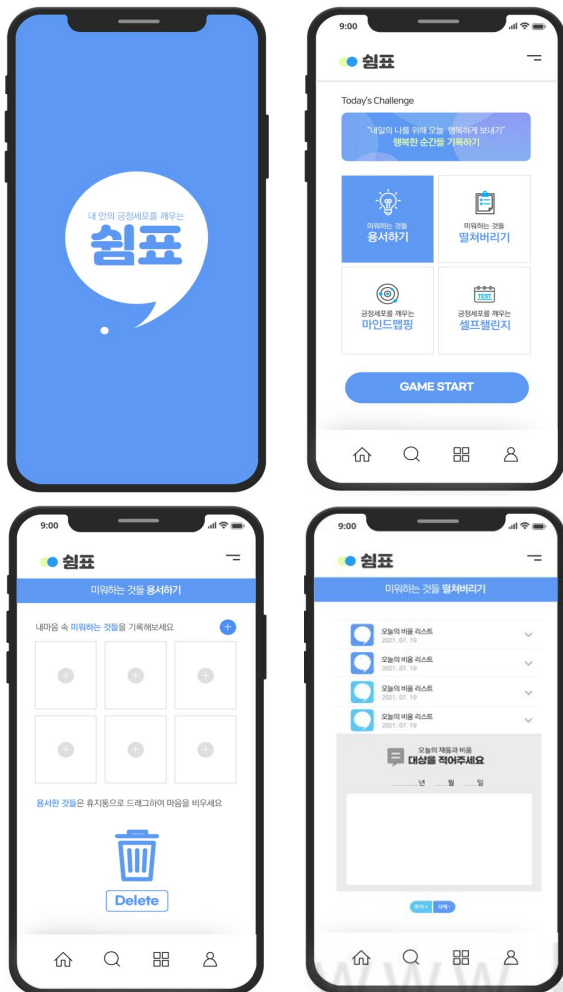 내 안의 긍정세포를 깨우는
쉼표
9:00
쉼표
Today's Challenge
"내일의 나를 위해 오늘 행복하게 보내기"
행복한 순간들 기록하기
미워하는 것들
용서하기
미워하는 것들
떨쳐버리기
긍정세포를 깨우는
마인드맵핑
TEST
긍정세포를 깨우는
셀프챌린지
GAME START
9:00
쉼표
미워하는 것들 용서하기
내마음 속 미워하는 것들을 기록해보세요
용서한 것들은 휴지통으로 드래그하여 마음을 비우세요
Delete
9:00
쉼표
미워하는 것들 떨쳐버리기
오늘의 비움 리스트
2021. 07. 19
오늘의 비움 리스트
2021. 07. 19
오늘의 비움 리스트
2021. 07. 19
오늘의 비움 리스트
2021. 07. 19
오늘의 채움과 비움
대상을 적어주세요
년 월 일
추가+ 삭제-